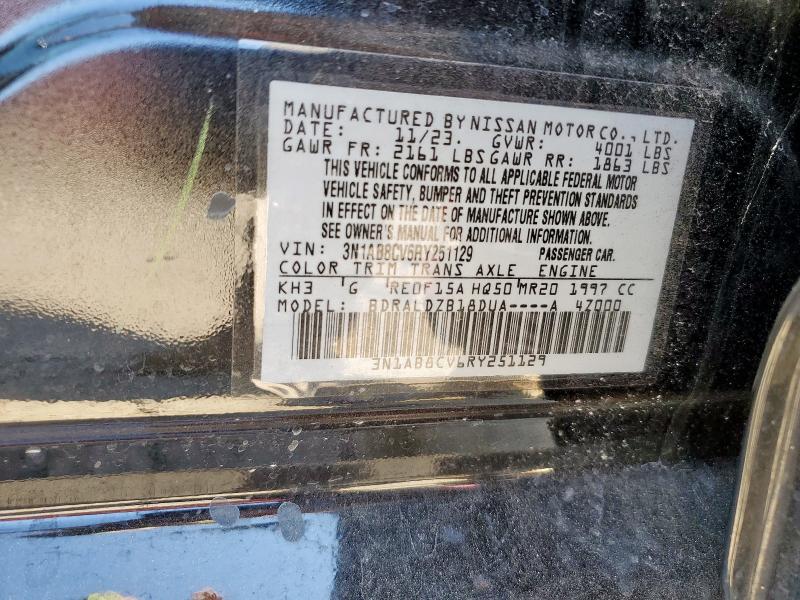 MANUFACTURED BY NISSAN MOTOR CO., LTD.
DATE: 11/23. GVWR: 4001 LBS
GAWR FR: 2161 LBS GAWR RR: 1863 LBS
THIS VEHICLE CONFORMS TO ALL APPLICABLE FEDERAL MOTOR
VEHICLE SAFETY, BUMPER AND THEFT PREVENTION STANDARDS
IN EFFECT ON THE DATE OF MANUFACTURE SHOWN ABOVE.
SEE OWNER'S MANUAL FOR ADDITIONAL INFORMATION.
VIN: 3N1AB8CV6RY251129 PASSENGER CAR.
COLOR TRIM TRANS AXLE ENGINE
KH3 G RE0F15A HQ50 MR20 1997 CC
MODEL: BDRALDZB18DUA----A 4Z000
3N1AB8CV6RY251129